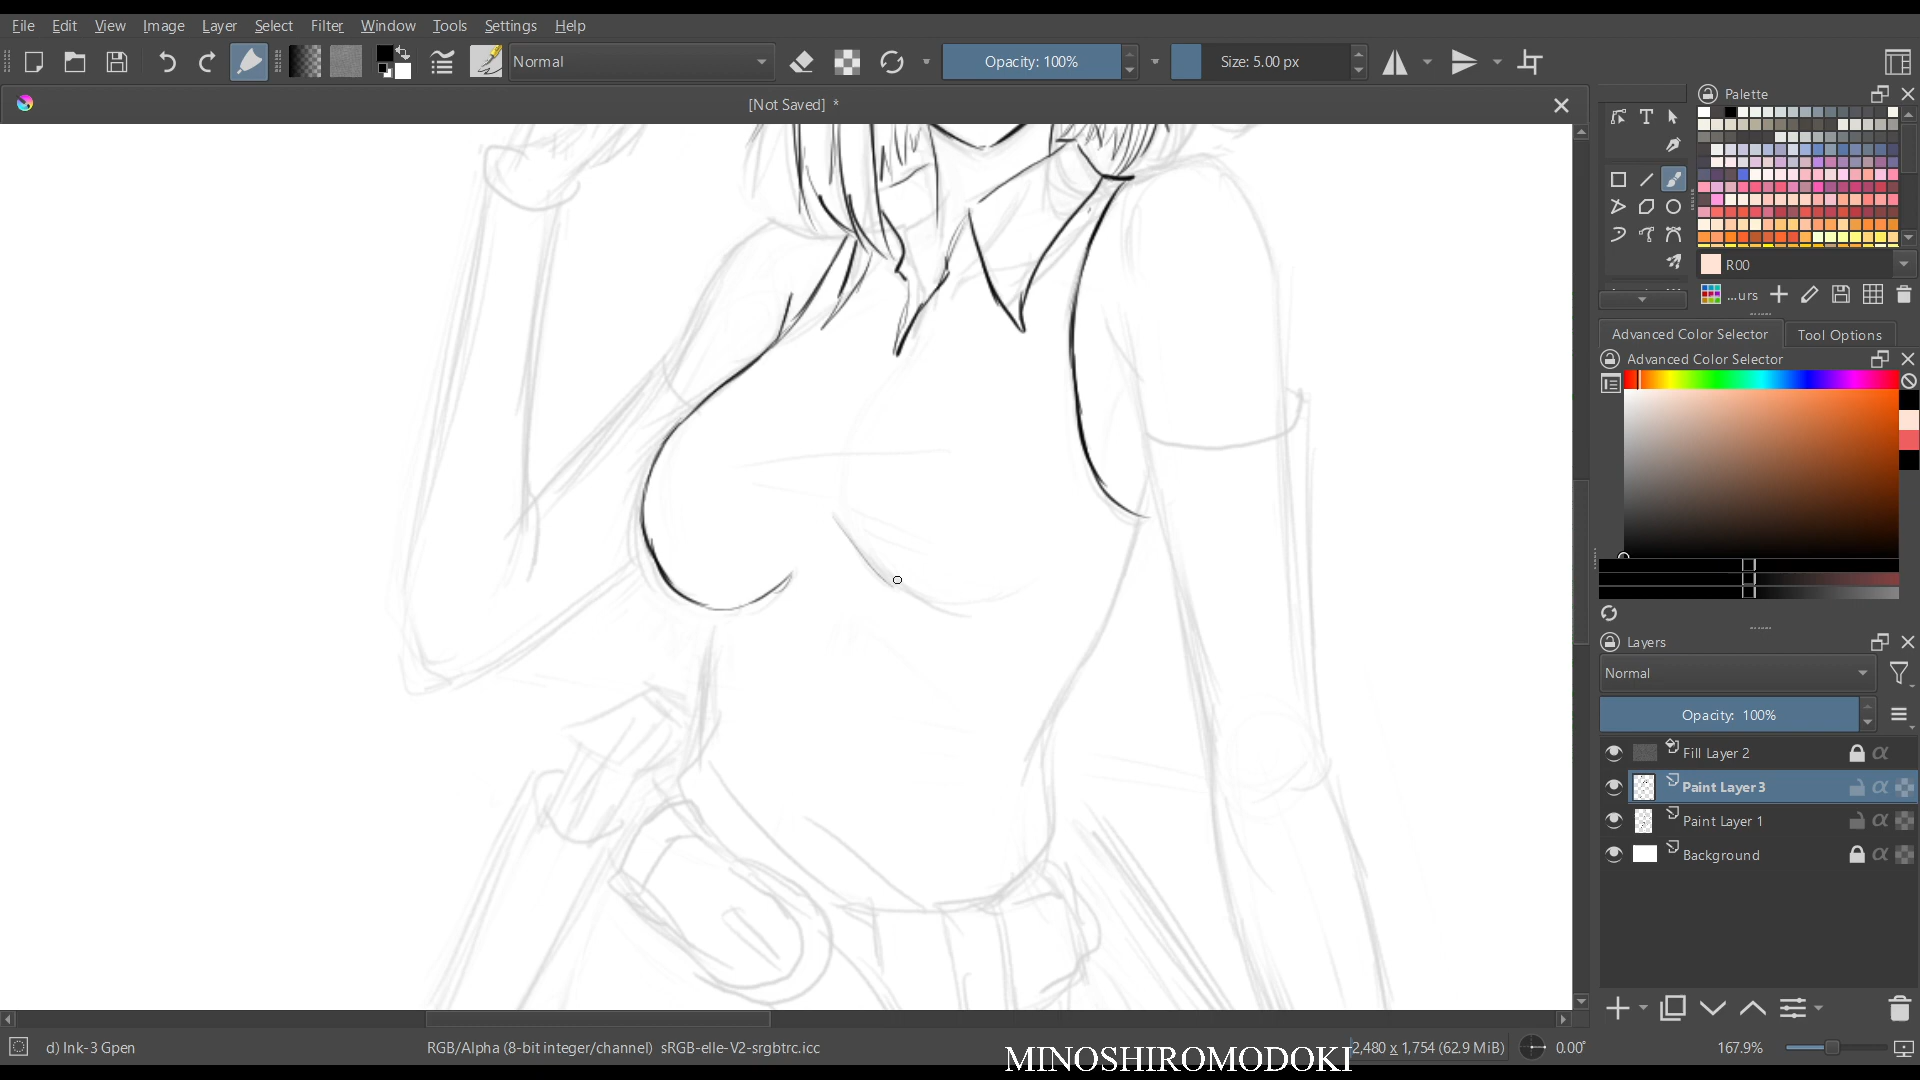 File Edit View Image Layer Select Filter Tools Window Settings Help
Normal
Opacity: 100%
Size: 5.00 px
[Not Saved] *
Palette
R00
...urs
Advanced Color Selector
Tool Options
Advanced Color Selector
Layers
Normal
Opacity: 100%
Fill Layer 2
Paint Layer 3
Paint Layer 1
Background
d) Ink-3 Gpen
RGB/Alpha (8-bit integer/channel) sRGB-elle-V2-srgbtrc.icc
MINOSHIROMODOKI
2,480 x 1,754 (62.9 MiB)
0.00°
167.9%